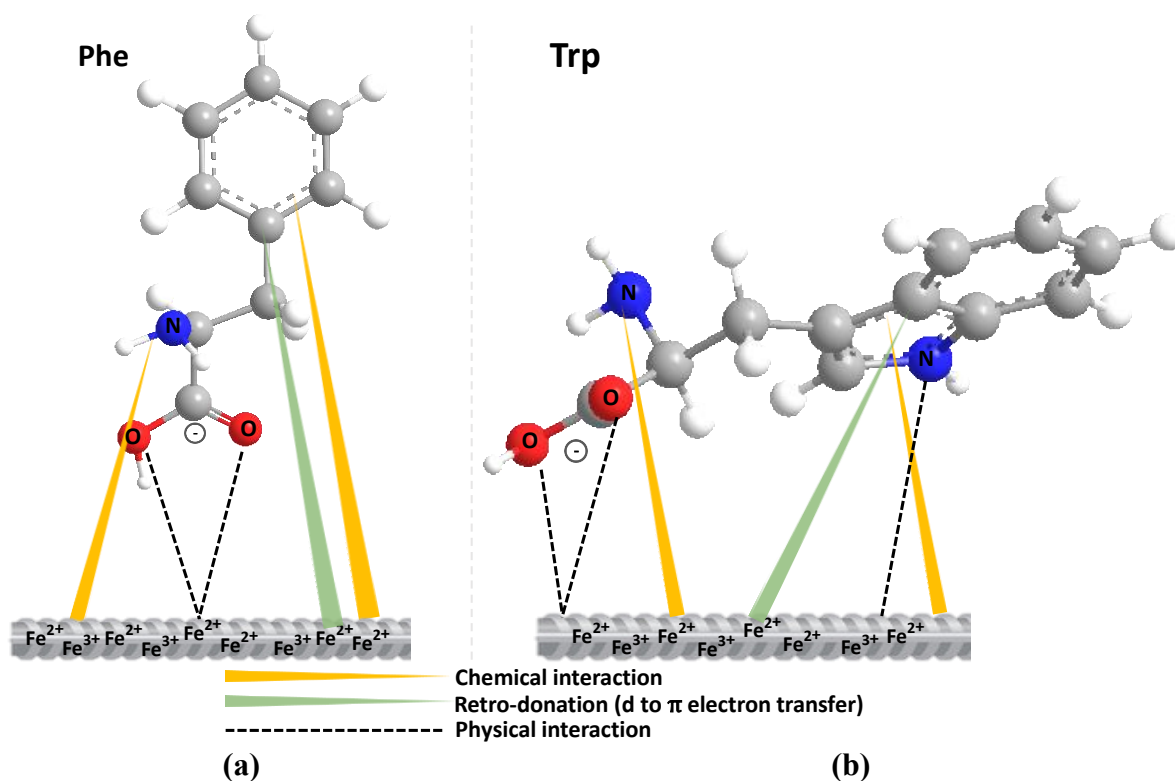 Phe
Trp
N
O
O
N
O
O
N
⊖
⊖
Fe2+ Fe3+ Fe2+ Fe3+ Fe2+ Fe2+ Fe3+ Fe2+ Fe2+
Fe2+ Fe3+ Fe2+ Fe3+ Fe2+ Fe2+ Fe3+ Fe2+
Chemical interaction
Retro-donation (d to π electron transfer)
Physical interaction
(a)
(b)